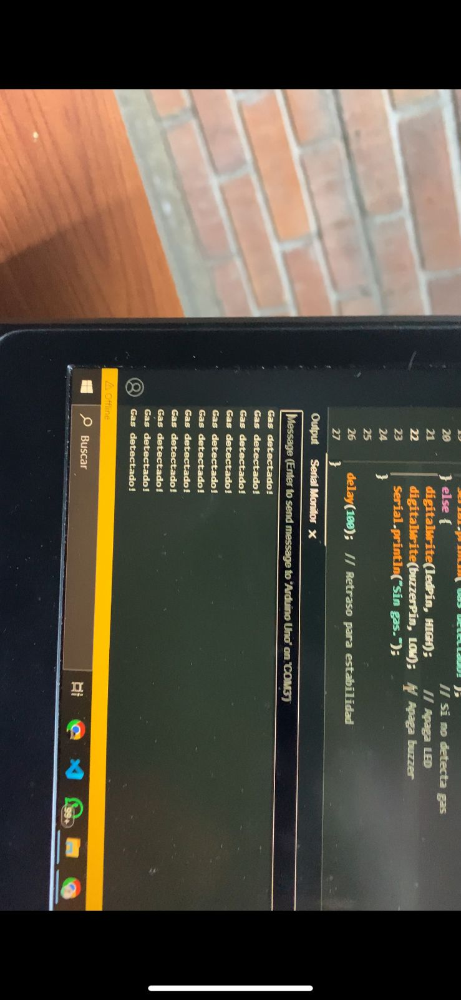 20 } else { // Si no detecta gas
21 digitalWrite(ledPin, HIGH); // Apaga LED
22 digitalWrite(buzzerPin, LOW); // Apaga buzzer
23 Serial.println("Sin gas.");
24 }
25
26 delay(100); // Retraso para estabilidad
27 }
Output Serial Monitor ×
Message (Enter to send message to 'Arduino Uno' on 'COM3')
Gas detectado!
Gas detectado!
Gas detectado!
Gas detectado!
Gas detectado!
Gas detectado!
Gas detectado!
Gas detectado!
Gas detectado!
Gas detectado!
Gas detectado!
Offline
Buscar
99+